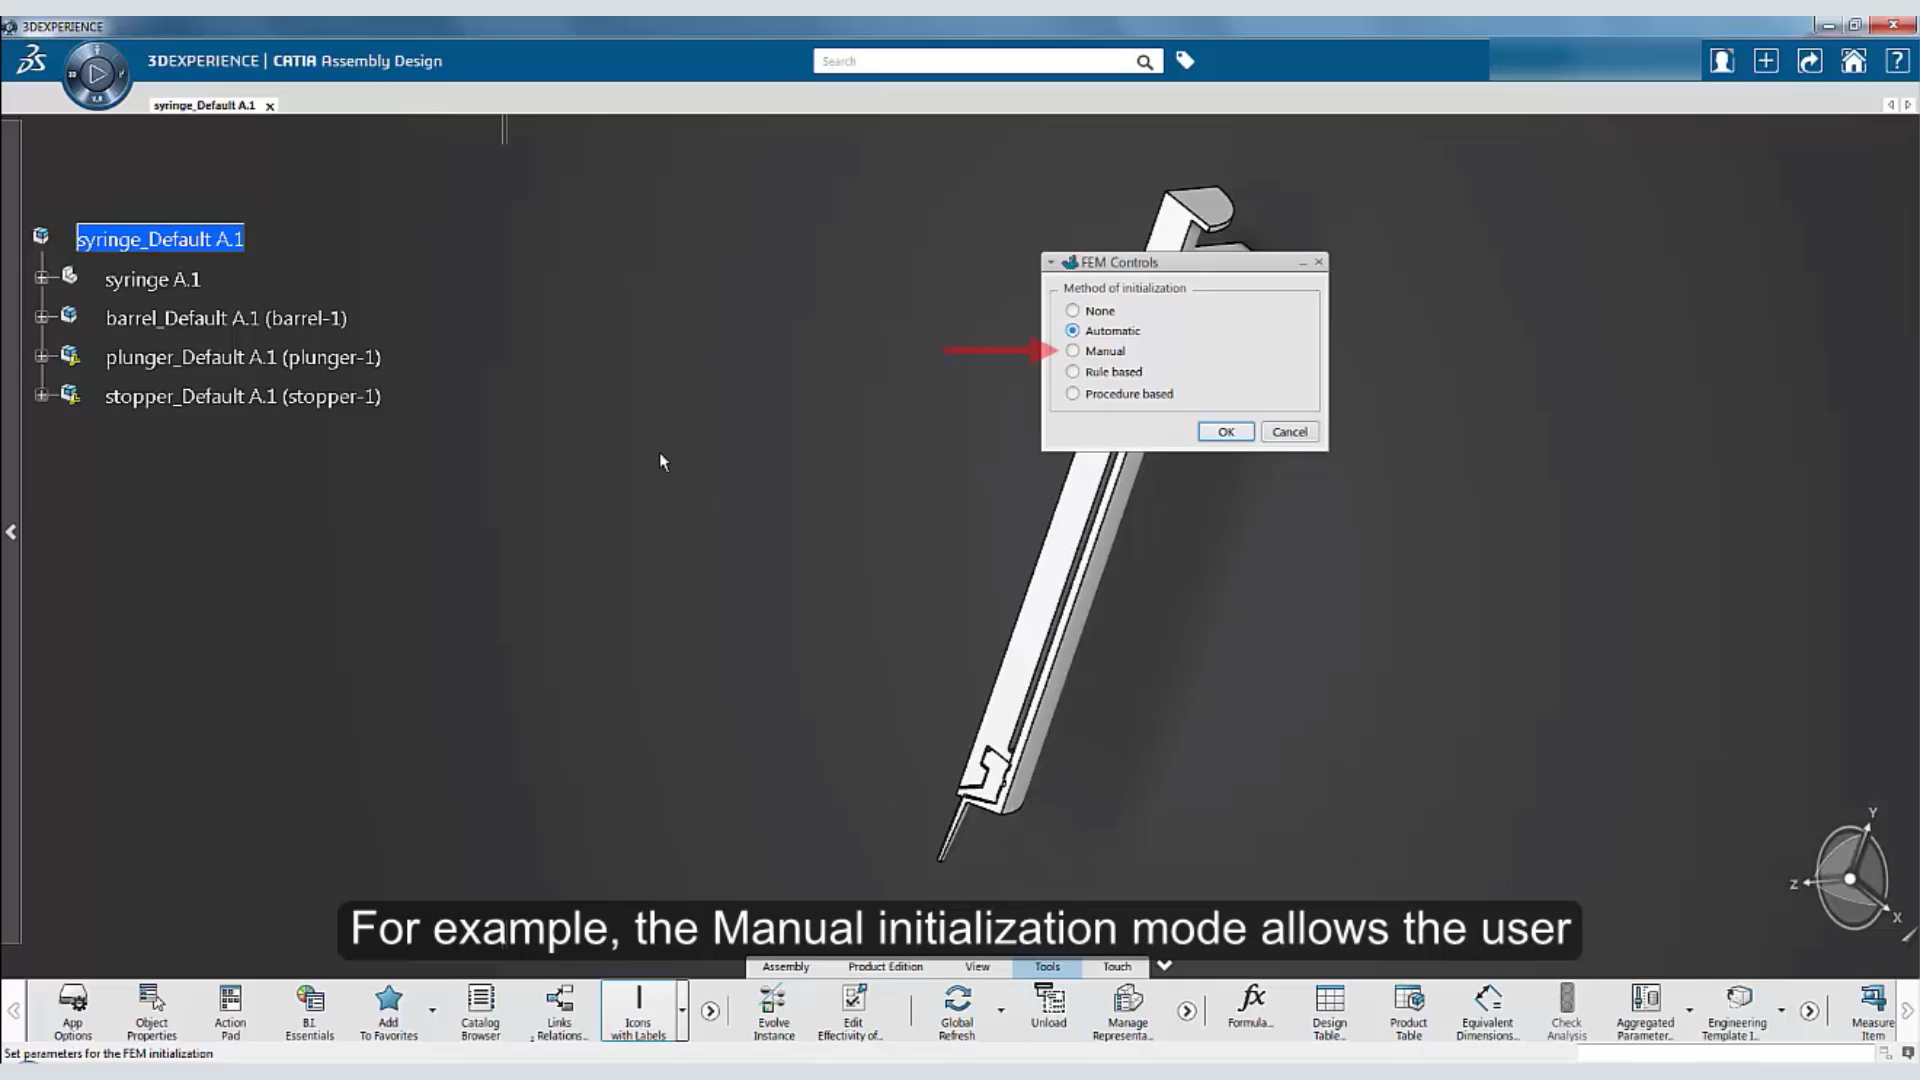 3DEXPERIENCE
3DEXPERIENCE | CATIA Assembly Design
Search
syringe_Default A.1
syringe_Default A.1
syringe A.1
barrel_Default A.1 (barrel-1)
plunger_Default A.1 (plunger-1)
stopper_Default A.1 (stopper-1)
FEM Controls
Method of initialization
None
Automatic
Manual
Rule based
Procedure based
OK Cancel
Y
Z
X
For example, the Manual initialization mode allows the user
Assembly Product Edition View Tools Touch
App Options
Object Properties
Action Pad
B.I. Essentials
Add To Favorites
Catalog Browser
Links Relations...
Icons with Labels
Evolve Instance
Edit Effectivity of...
Global Refresh
Unload
Manage Representa...
Formula...
Design Table...
Product Table
Equivalent Dimensions...
Check Analysis
Aggregated Parameter...
Engineering Template I...
Measure Item
Set parameters for the FEM initialization